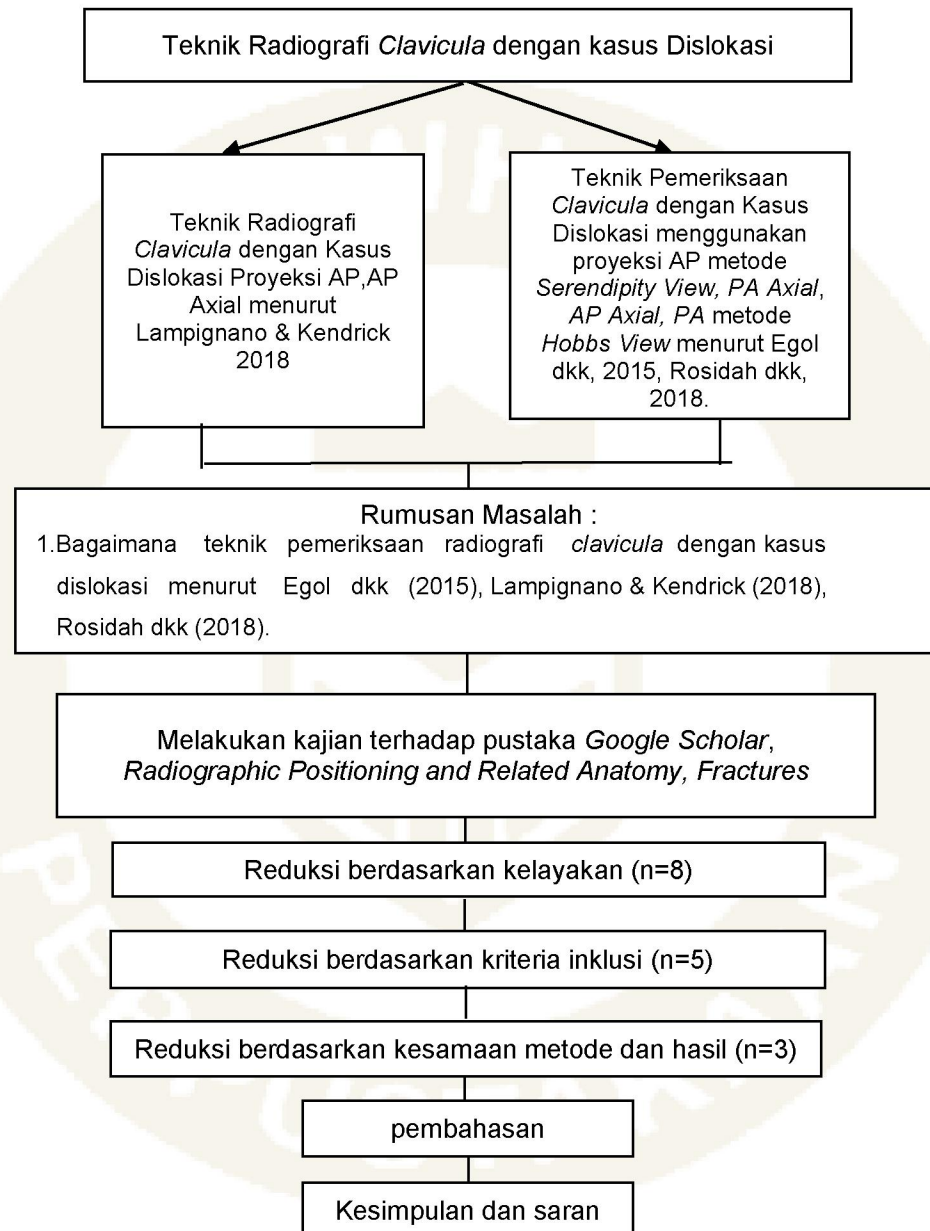 Teknik Radiografi Clavicula dengan kasus Dislokasi
Teknik Radiografi
Clavicula dengan Kasus
Dislokasi Proyeksi AP,AP
Axial menurut
Lampignano & Kendrick
2018
Teknik Pemeriksaan
Clavicula dengan Kasus
Dislokasi menggunakan
proyeksi AP metode
Serendipity View, PA Axial,
AP Axial, PA metode
Hobbs View menurut Egol
dkk, 2015, Rosidah dkk,
2018.
Rumusan Masalah :
1.Bagaimana teknik pemeriksaan radiografi clavicula dengan kasus
dislokasi menurut Egol dkk (2015), Lampignano & Kendrick (2018),
Rosidah dkk (2018).
Melakukan kajian terhadap pustaka Google Scholar,
Radiographic Positioning and Related Anatomy, Fractures
Reduksi berdasarkan kelayakan (n=8)
Reduksi berdasarkan kriteria inklusi (n=5)
Reduksi berdasarkan kesamaan metode dan hasil (n=3)
pembahasan
Kesimpulan dan saran